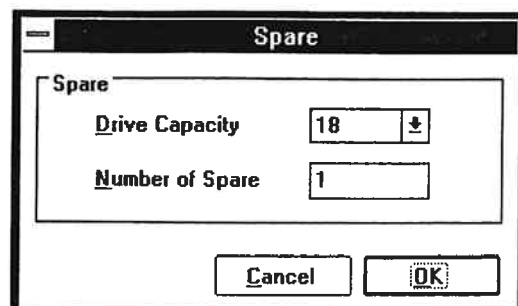 Spare
Spare
Drive Capacity 18
Number of Spare 1
Cancel OK